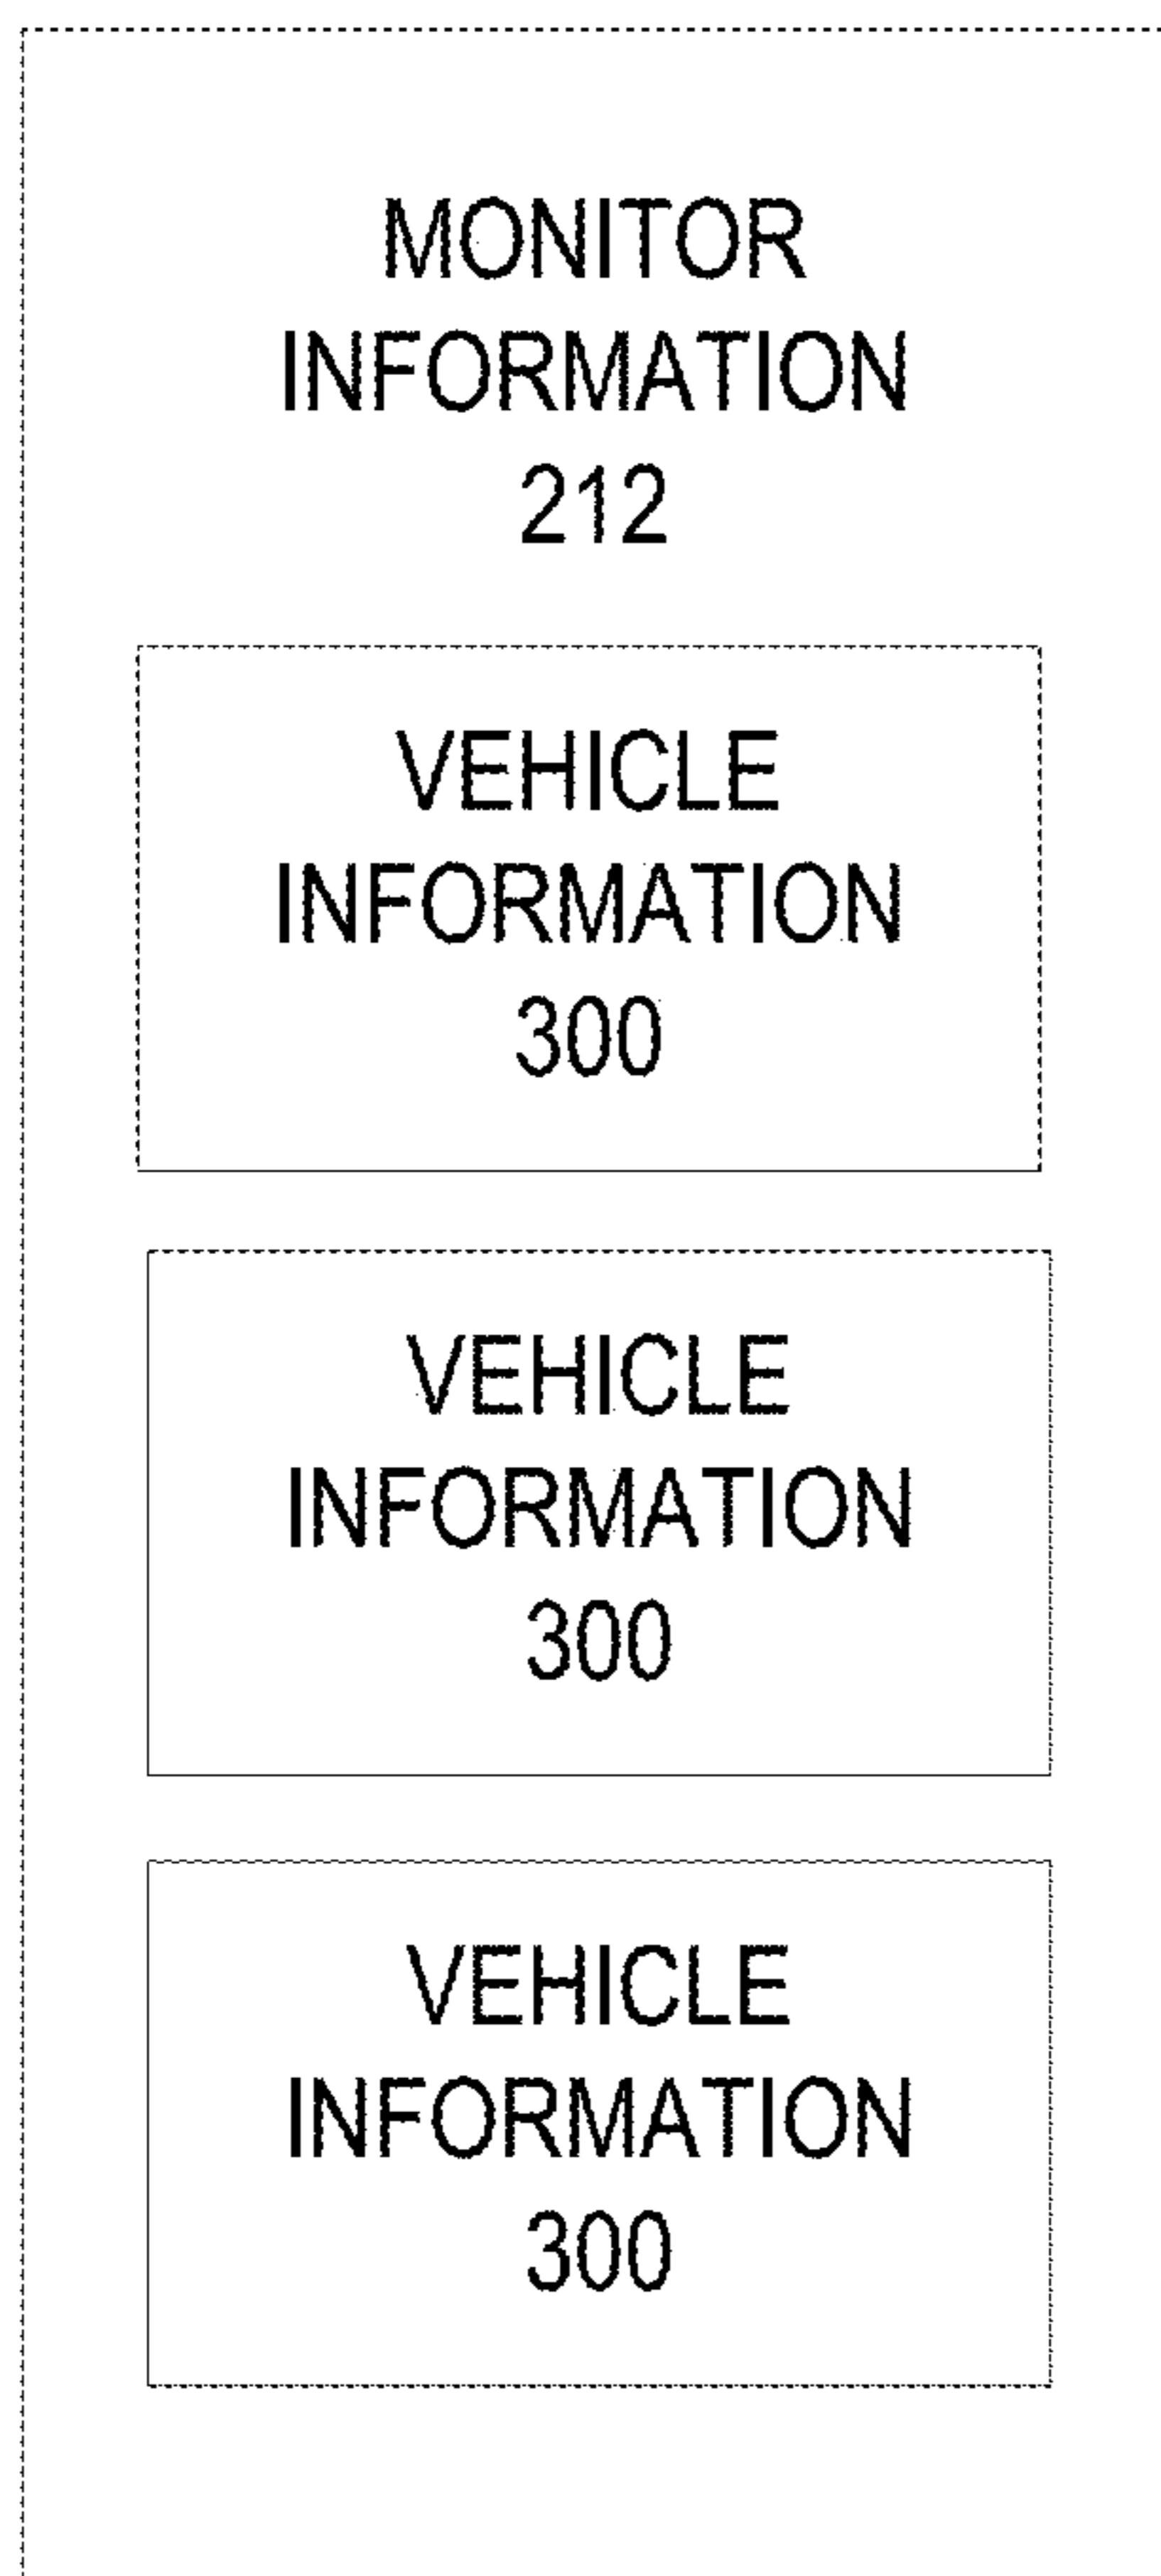 MONITOR
INFORMATION
212
VEHICLE
INFORMATION
300
VEHICLE
INFORMATION
300
VEHICLE
INFORMATION
300